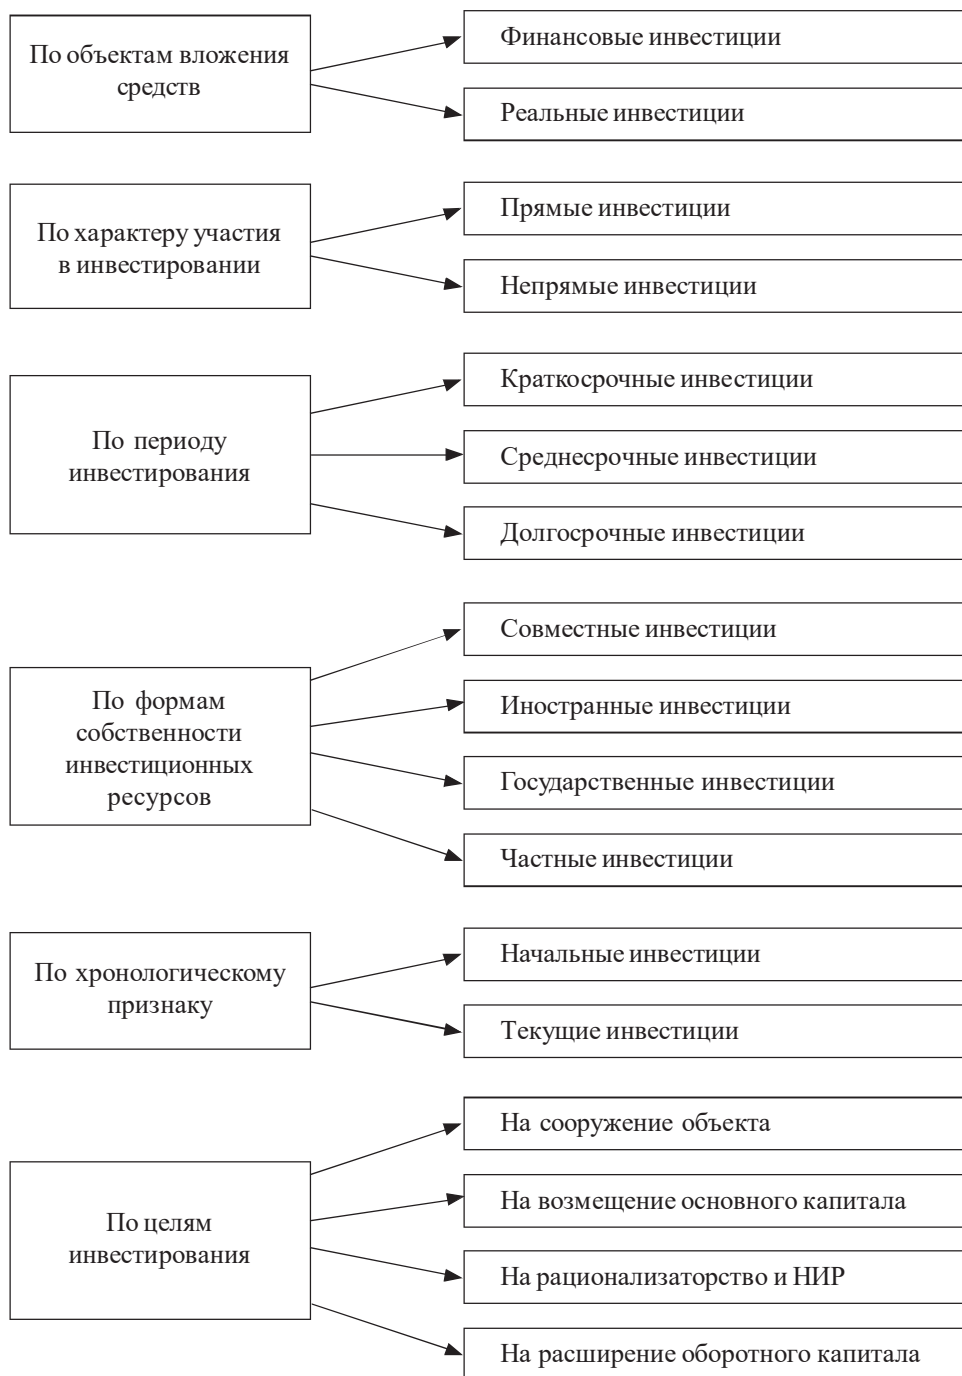 По объектам вложения
средств
Финансовые инвестиции
Реальные инвестиции
По характеру участия
в инвестировании
Прямые инвестиции
Непрямые инвестиции
По периоду
инвестирования
Краткосрочные инвестиции
Среднесрочные инвестиции
Долгосрочные инвестиции
По формам
собственности
инвестиционных
ресурсов
Совместные инвестиции
Иностранные инвестиции
Государственные инвестиции
Частные инвестиции
По хронологическому
признаку
Начальные инвестиции
Текущие инвестиции
По целям
инвестирования
На сооружение объекта
На возмещение основного капитала
На рационализаторство и НИР
На расширение оборотного капитала